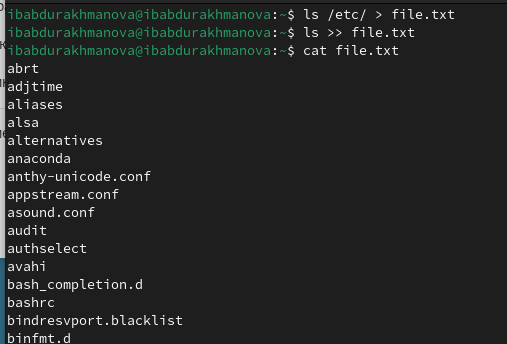 ibabdurakhmanova@ibabdurakhmanova:~$ ls /etc/ > file.txt
ibabdurakhmanova@ibabdurakhmanova:~$ ls >> file.txt
ibabdurakhmanova@ibabdurakhmanova:~$ cat file.txt
abrt
adjtime
aliases
alsa
alternatives
anaconda
anthy-unicode.conf
appstream.conf
asound.conf
audit
authselect
avahi
bash_completion.d
bashrc
bindresvport.blacklist
binfmt.d